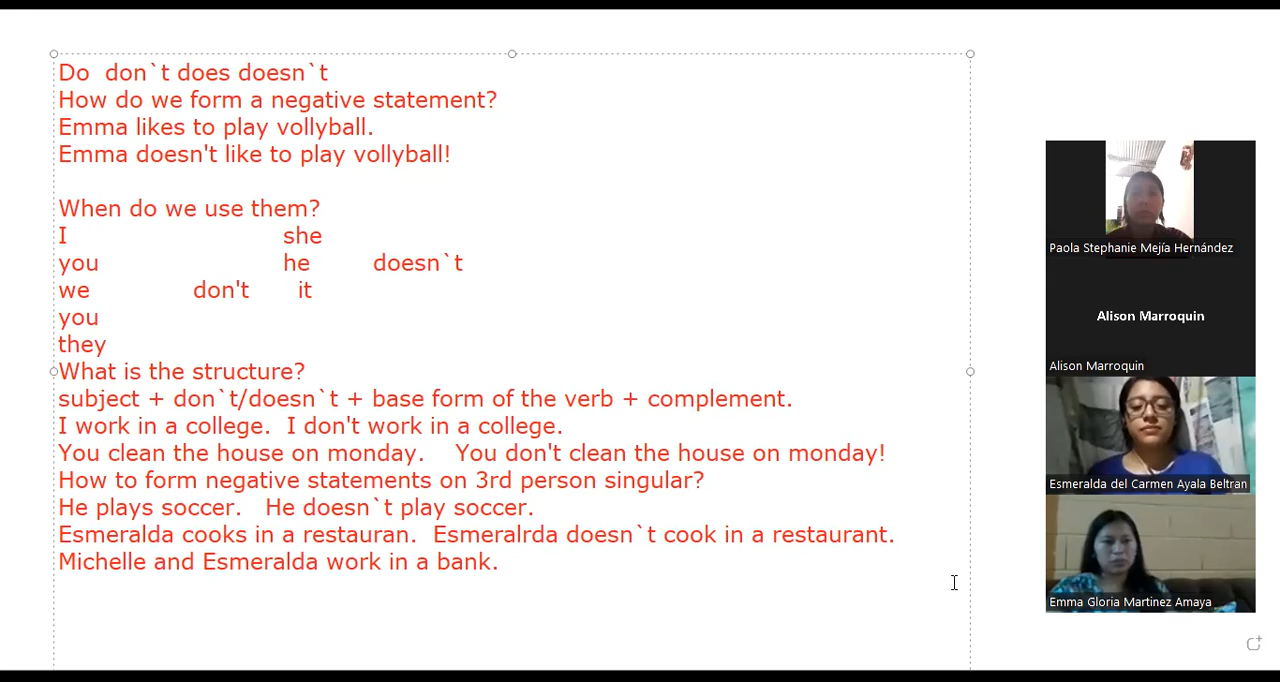 Do don`t does doesn`t
How do we form a negative statement?
Emma likes to play vollyball.
Emma doesn't like to play vollyball!
When do we use them?
I she
you he doesn`t
we don't it
you
they
What is the structure?
subject + don`t/doesn`t + base form of the verb + complement.
I work in a college. I don't work in a college.
You clean the house on monday. You don't clean the house on monday!
How to form negative statements on 3rd person singular?
He plays soccer. He doesn`t play soccer.
Esmeralda cooks in a restauran. Esmeralrda doesn`t cook in a restaurant.
Michelle and Esmeralda work in a bank.
Paola Stephanie Mejía Hernández
Alison Marroquin
Alison Marroquin
Esmeralda del Carmen Ayala Beltran
Emma Gloria Martinez Amaya